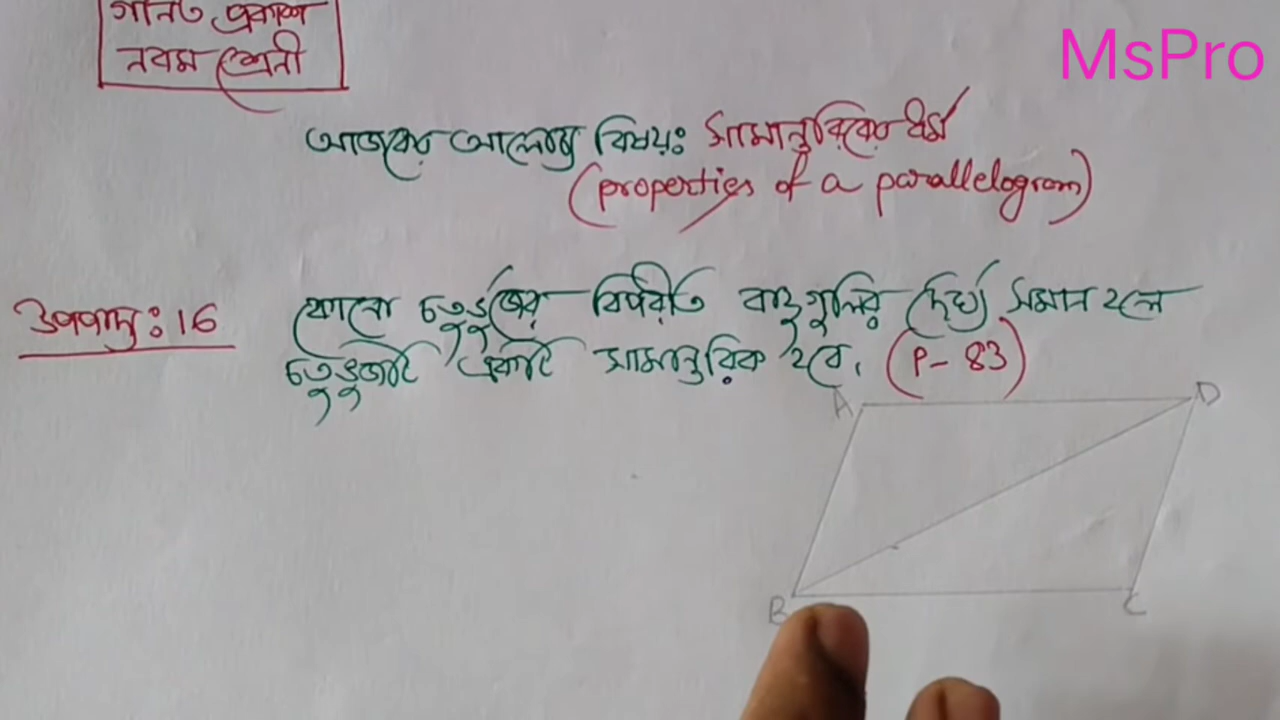 গণিত প্রকাশ
নবম শ্রেনী
MsPro
আজকের আলোচ্য বিষয়ঃ সামান্তরিকের ধর্ম
(properties of a parallelogram)
উপপাদ্যঃ 16 কোনো চতুর্ভুজের বিপরীত বাহুগুলির দৈর্ঘ্য সমান হলে
চতুর্ভুজটি একটি সামান্তরিক হবে। (P-83)
A D
B C